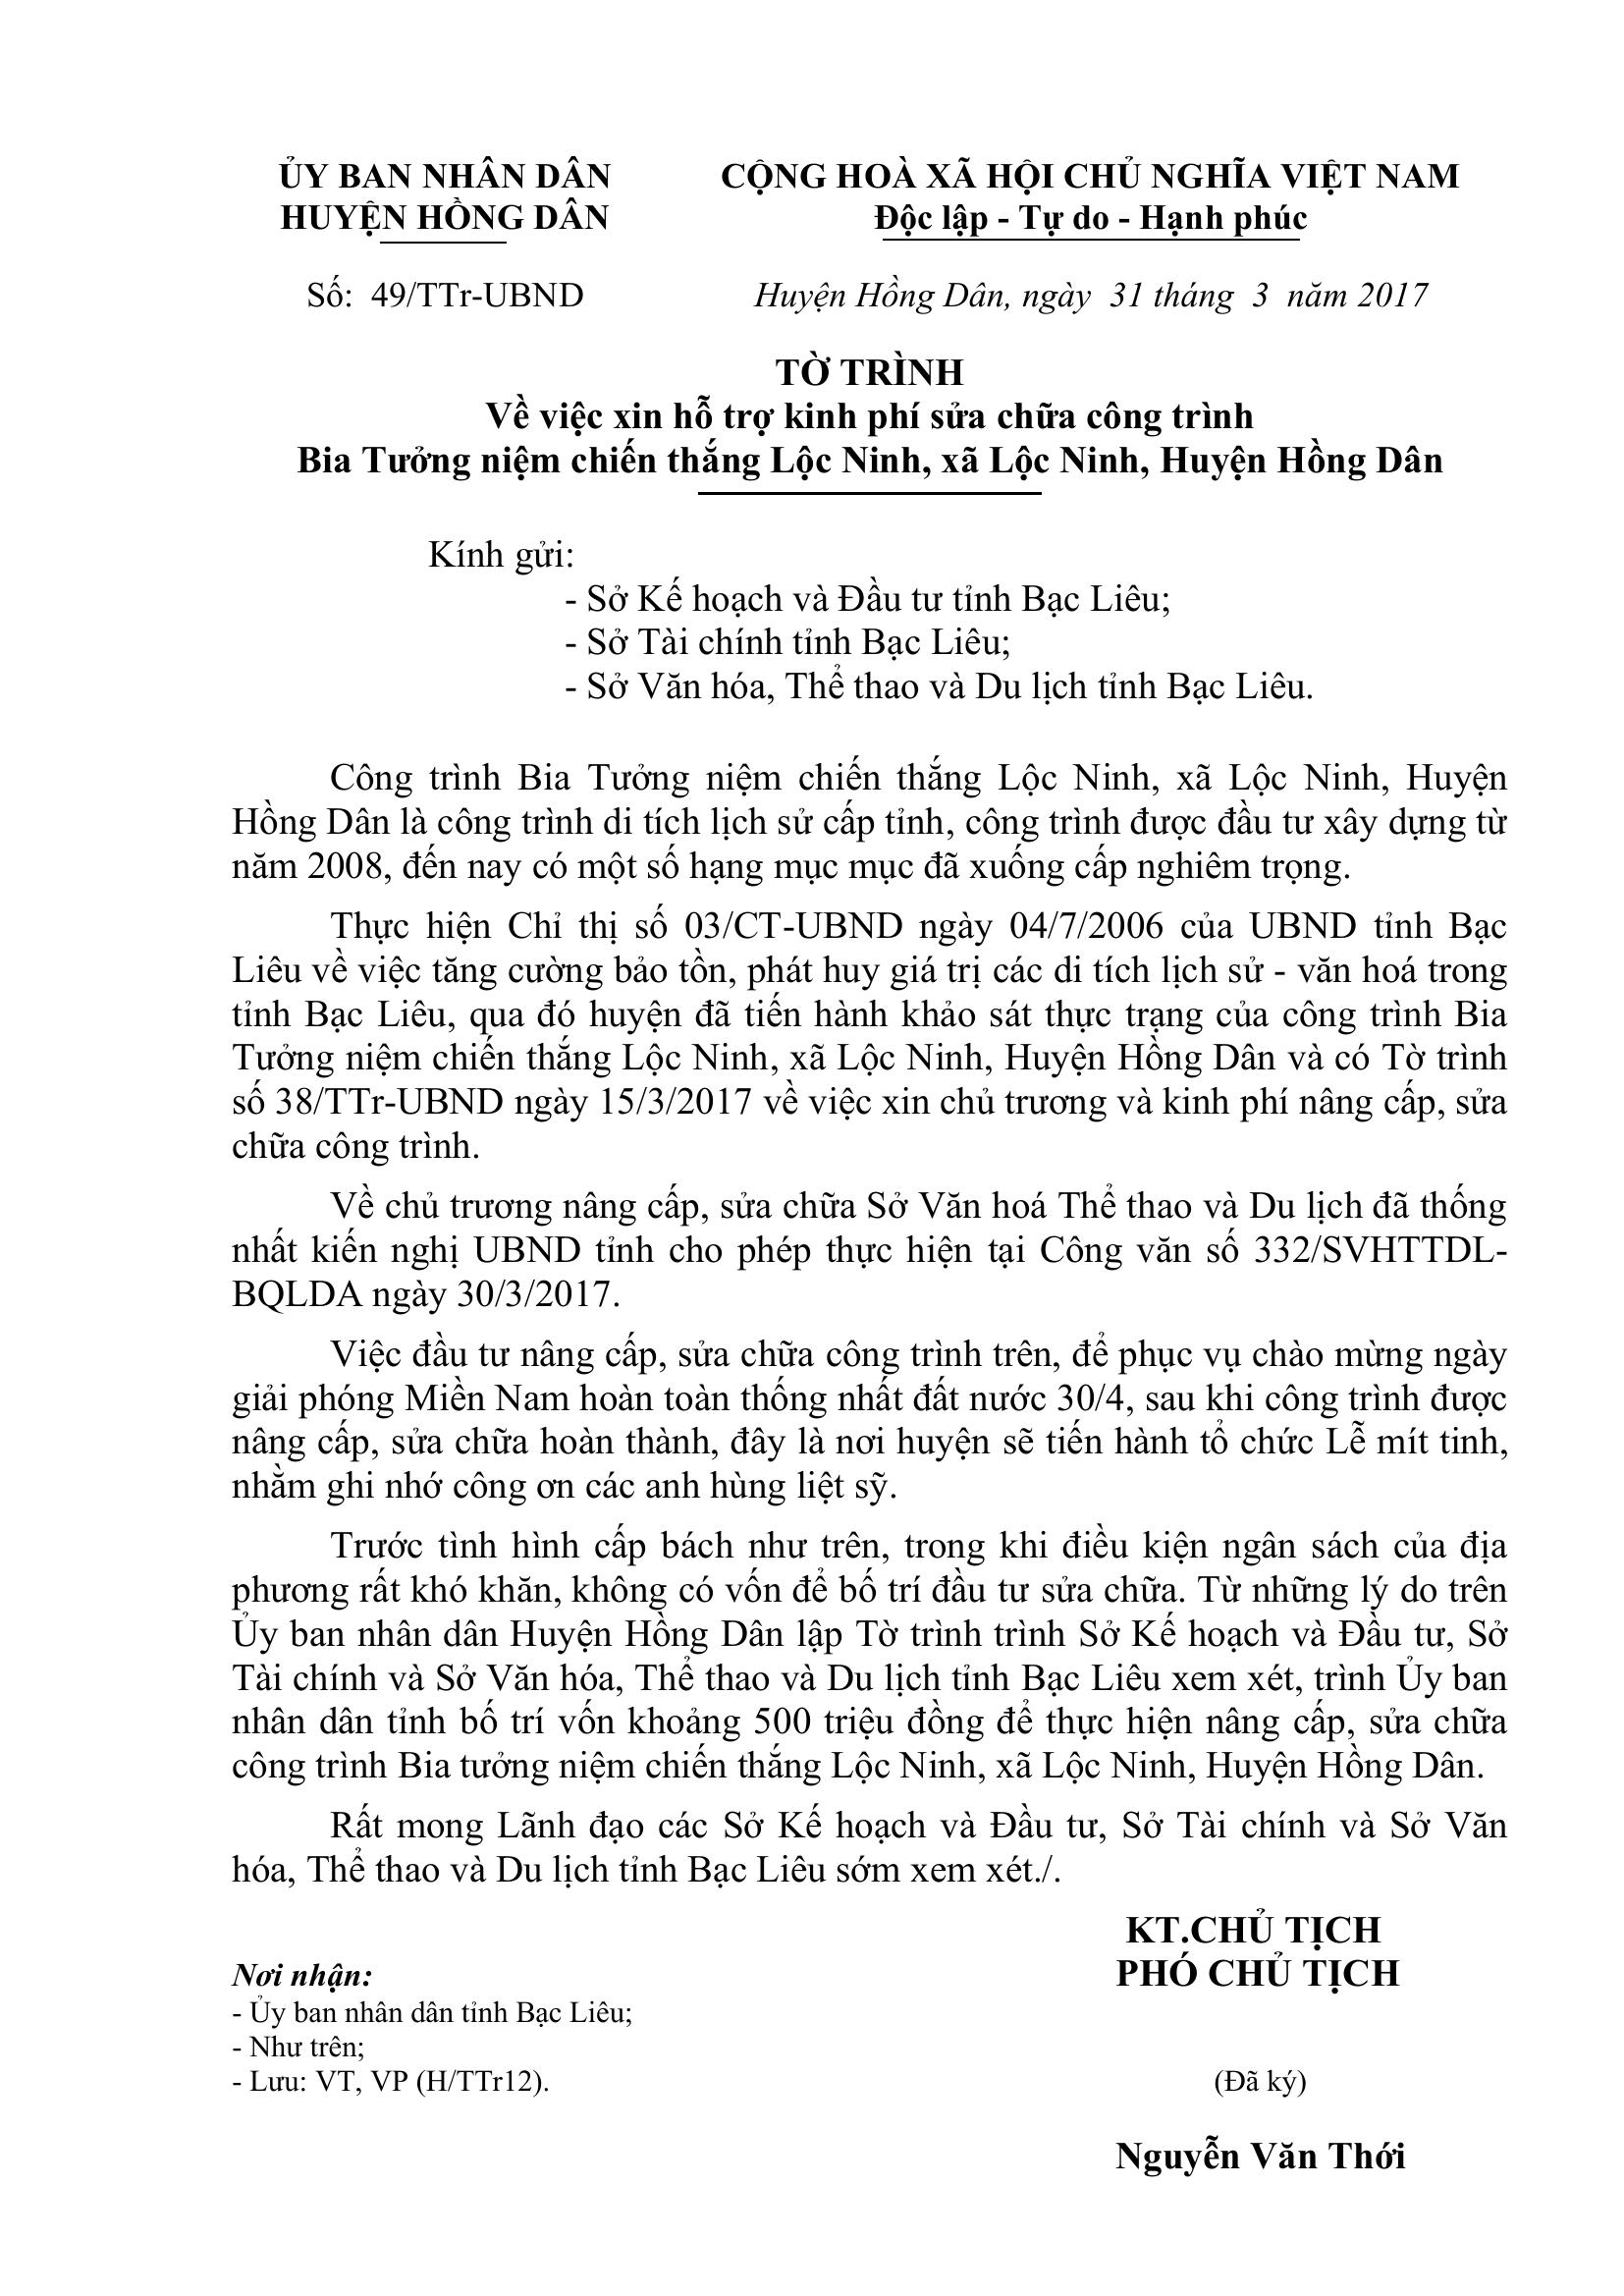 ỦY BAN NHÂN DÂN
HUYỆN HỒNG DÂN
CỘNG HOÀ XÃ HỘI CHỦ NGHĨA VIỆT NAM
Độc lập - Tự do - Hạnh phúc
Số: 49/TTr-UBND
Huyện Hồng Dân, ngày 31 tháng 3 năm 2017
TỜ TRÌNH
Về việc xin hỗ trợ kinh phí sửa chữa công trình
Bia Tưởng niệm chiến thắng Lộc Ninh, xã Lộc Ninh, Huyện Hồng Dân
Kính gửi:
- Sở Kế hoạch và Đầu tư tỉnh Bạc Liêu;
- Sở Tài chính tỉnh Bạc Liêu;
- Sở Văn hóa, Thể thao và Du lịch tỉnh Bạc Liêu.
Công trình Bia Tưởng niệm chiến thắng Lộc Ninh, xã Lộc Ninh, Huyện
Hồng Dân là công trình di tích lịch sử cấp tỉnh, công trình được đầu tư xây dựng từ
năm 2008, đến nay có một số hạng mục mục đã xuống cấp nghiêm trọng.
Thực hiện Chỉ thị số 03/CT-UBND ngày 04/7/2006 của UBND tỉnh Bạc
Liêu về việc tăng cường bảo tồn, phát huy giá trị các di tích lịch sử - văn hoá trong
tỉnh Bạc Liêu, qua đó huyện đã tiến hành khảo sát thực trạng của công trình Bia
Tưởng niệm chiến thắng Lộc Ninh, xã Lộc Ninh, Huyện Hồng Dân và có Tờ trình
số 38/TTr-UBND ngày 15/3/2017 về việc xin chủ trương và kinh phí nâng cấp, sửa
chữa công trình.
Về chủ trương nâng cấp, sửa chữa Sở Văn hoá Thể thao và Du lịch đã thống
nhất kiến nghị UBND tỉnh cho phép thực hiện tại Công văn số 332/SVHTTDL-
BQLDA ngày 30/3/2017.
Việc đầu tư nâng cấp, sửa chữa công trình trên, để phục vụ chào mừng ngày
giải phóng Miền Nam hoàn toàn thống nhất đất nước 30/4, sau khi công trình được
nâng cấp, sửa chữa hoàn thành, đây là nơi huyện sẽ tiến hành tổ chức Lễ mít tinh,
nhằm ghi nhớ công ơn các anh hùng liệt sỹ.
Trước tình hình cấp bách như trên, trong khi điều kiện ngân sách của địa
phương rất khó khăn, không có vốn để bố trí đầu tư sửa chữa. Từ những lý do trên
Ủy ban nhân dân Huyện Hồng Dân lập Tờ trình trình Sở Kế hoạch và Đầu tư, Sở
Tài chính và Sở Văn hóa, Thể thao và Du lịch tỉnh Bạc Liêu xem xét, trình Ủy ban
nhân dân tỉnh bố trí vốn khoảng 500 triệu đồng để thực hiện nâng cấp, sửa chữa
công trình Bia tưởng niệm chiến thắng Lộc Ninh, xã Lộc Ninh, Huyện Hồng Dân.
Rất mong Lãnh đạo các Sở Kế hoạch và Đầu tư, Sở Tài chính và Sở Văn
hóa, Thể thao và Du lịch tỉnh Bạc Liêu sớm xem xét./.
KT.CHỦ TỊCH
PHÓ CHỦ TỊCH
Nơi nhận:
- Ủy ban nhân dân tỉnh Bạc Liêu;
- Như trên;
- Lưu: VT, VP (H/TTr12).
(Đã ký)
Nguyễn Văn Thới